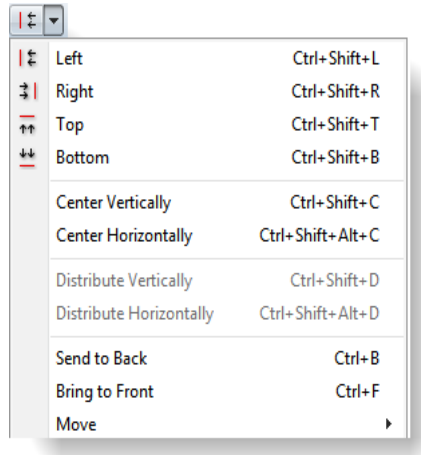 Left Ctrl+Shift+L
Right Ctrl+Shift+R
Top Ctrl+Shift+T
Bottom Ctrl+Shift+B
Center Vertically Ctrl+Shift+C
Center Horizontally Ctrl+Shift+Alt+C
Distribute Vertically Ctrl+Shift+D
Distribute Horizontally Ctrl+Shift+Alt+D
Send to Back Ctrl+B
Bring to Front Ctrl+F
Move